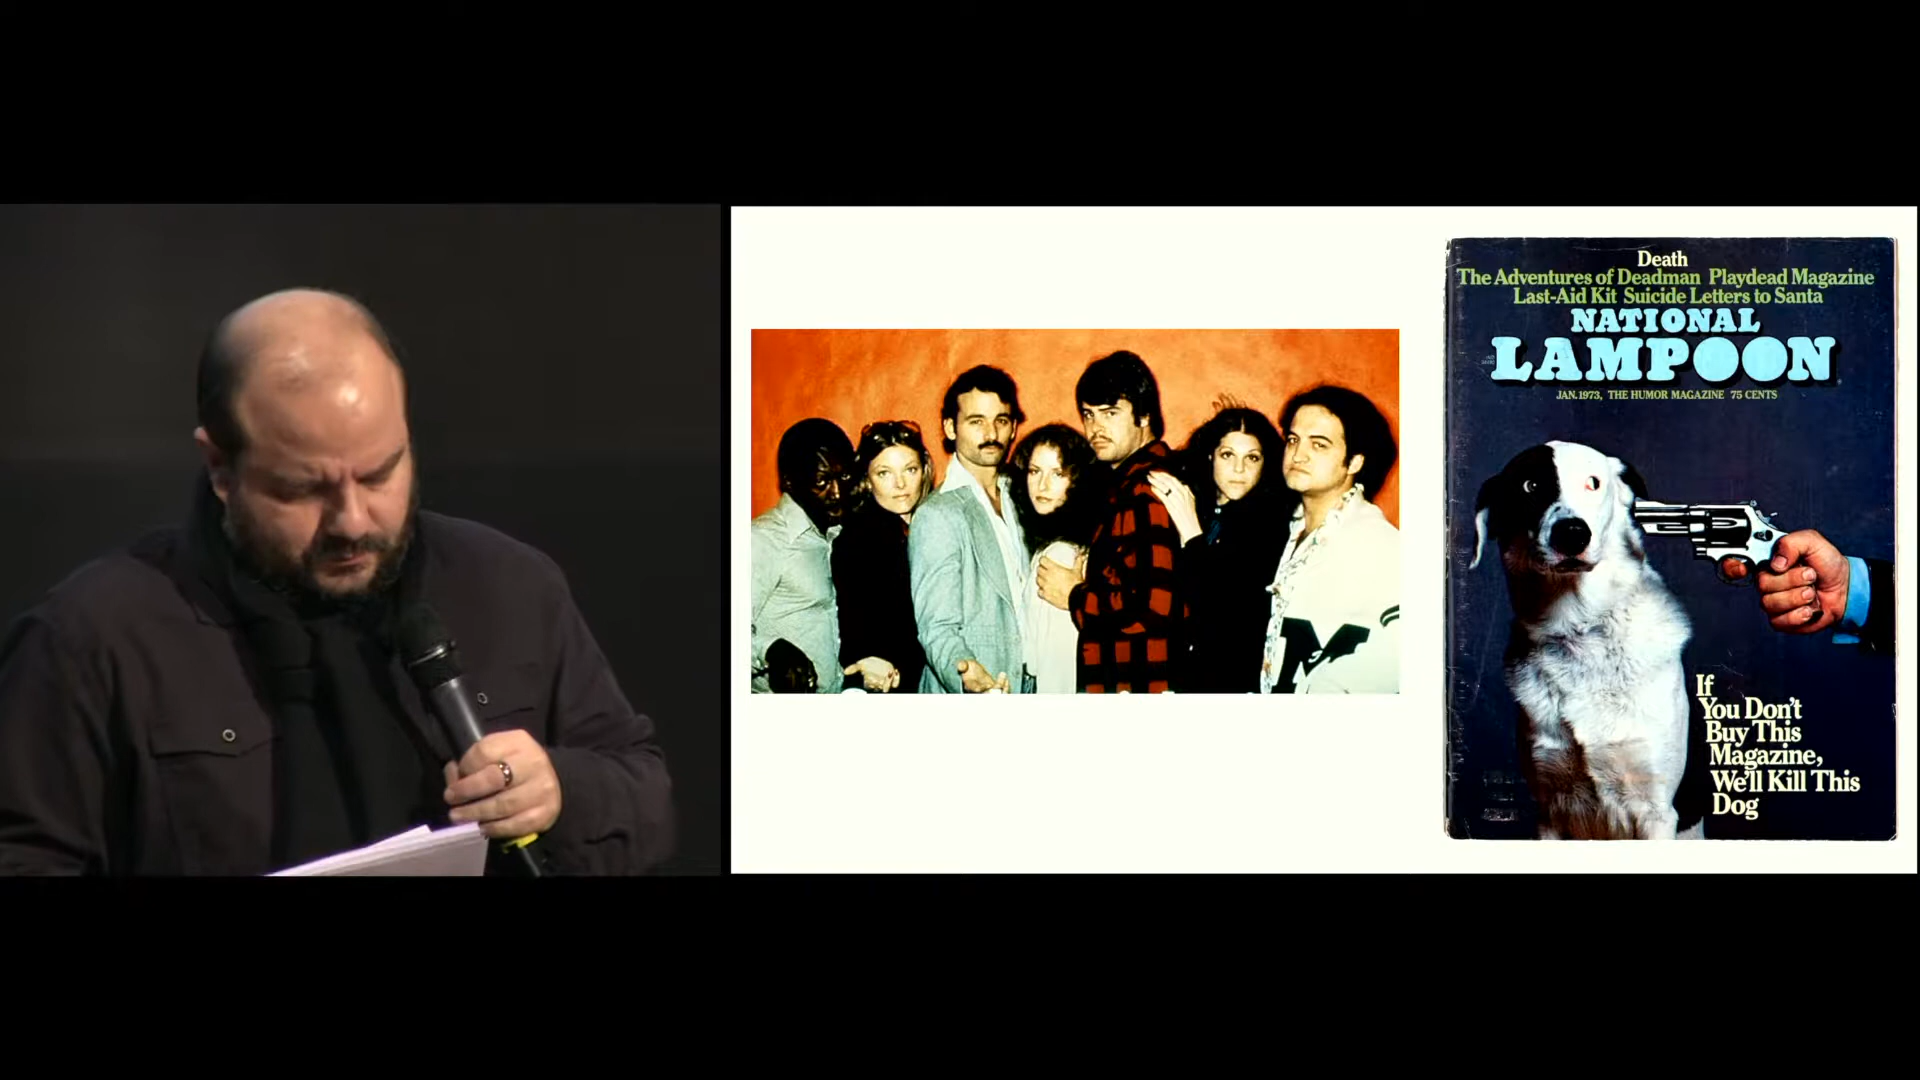 Death
The Adventures of Deadman Playdead Magazine
Last-Aid Kit Suicide Letters to Santa
NATIONAL
LAMPOON
JAN. 1973, THE HUMOR MAGAZINE 75 CENTS
If
You Don't
Buy This
Magazine,
We'll Kill This
Dog
M